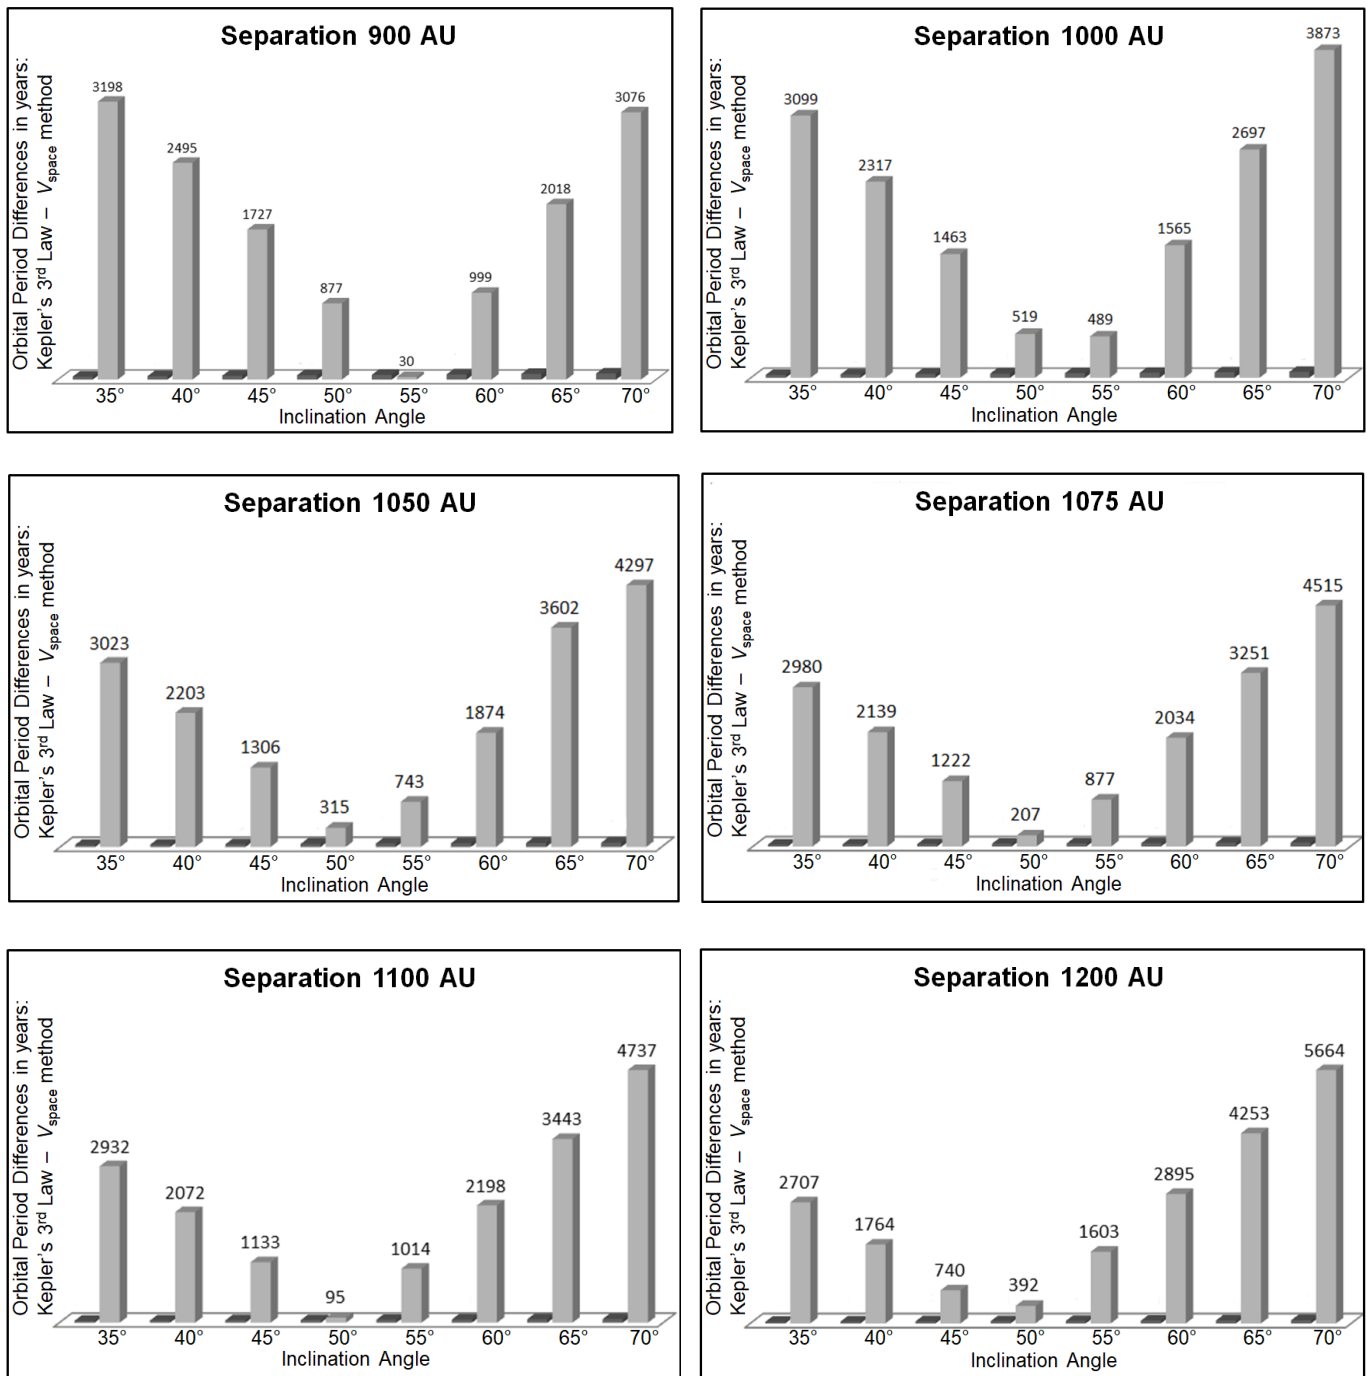 Separation 900 AU
Orbital Period Differences in years:
Kepler's 3rd Law – Vspace method
3198
2495
1727
877
30
999
2018
3076
35° 40° 45° 50° 55° 60° 65° 70°
Inclination Angle
Separation 1000 AU
Orbital Period Differences in years:
Kepler's 3rd Law – Vspace method
3099
2317
1463
519
489
1565
2697
3873
35° 40° 45° 50° 55° 60° 65° 70°
Inclination Angle
Separation 1050 AU
Orbital Period Differences in years:
Kepler's 3rd Law – Vspace method
3023
2203
1306
315
743
1874
3602
4297
35° 40° 45° 50° 55° 60° 65° 70°
Inclination Angle
Separation 1075 AU
Orbital Period Differences in years:
Kepler's 3rd Law – Vspace method
2980
2139
1222
207
877
2034
3251
4515
35° 40° 45° 50° 55° 60° 65° 70°
Inclination Angle
Separation 1100 AU
Orbital Period Differences in years:
Kepler's 3rd Law – Vspace method
2932
2072
1133
95
1014
2198
3443
4737
35° 40° 45° 50° 55° 60° 65° 70°
Inclination Angle
Separation 1200 AU
Orbital Period Differences in years:
Kepler's 3rd Law – Vspace method
2707
1764
740
392
1603
2895
4253
5664
35° 40° 45° 50° 55° 60° 65° 70°
Inclination Angle